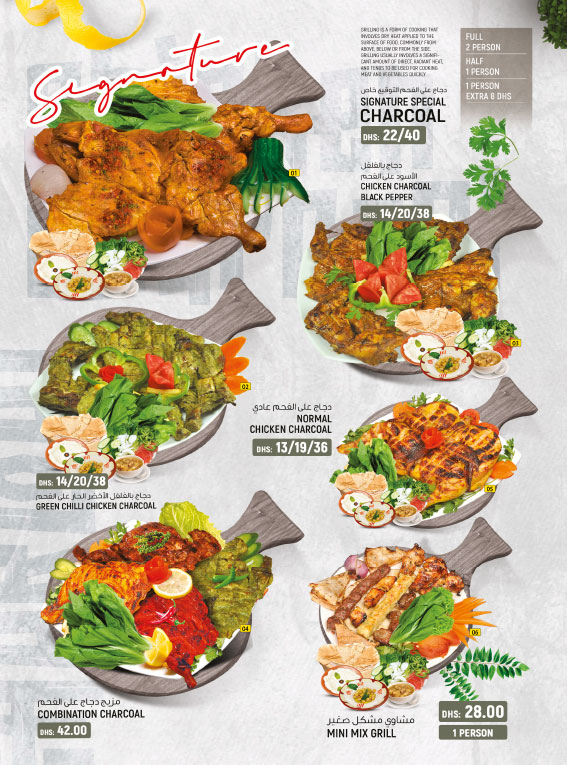 Signature
GRILLING IS A FORM OF COOKING THAT
INVOLVES DRY HEAT APPLIED TO THE
SURFACE OF FOOD, COMMONLY FROM
ABOVE, BELOW OR FROM THE SIDE.
GRILLING USUALLY INVOLVES A SIGNIFI-
CANT AMOUNT OF DIRECT, RADIANT HEAT,
AND TENDS TO BE USED FOR COOKING
MEAT AND VEGETABLES QUICKLY.
FULL
2 PERSON
HALF
1 PERSON
1 PERSON
EXTRA 8 DHS
دجاج على الفحم التوقيع خاص
SIGNATURE SPECIAL
CHARCOAL
DHS: 22/40
01
دجاج بالفلفل
الأسود على الفحم
CHICKEN CHARCOAL
BLACK PEPPER
DHS: 14/20/38
03
02
DHS: 14/20/38
دجاج بالفلفل الأخضر الحار على الفحم
GREEN CHILLI CHICKEN CHARCOAL
دجاج على الفحم عادي
NORMAL
CHICKEN CHARCOAL
DHS: 13/19/36
05
04
مزيج دجاج على الفحم
COMBINATION CHARCOAL
DHS: 42.00
06
مشاوي مشكل صغير
MINI MIX GRILL
DHS: 28.00
1 PERSON